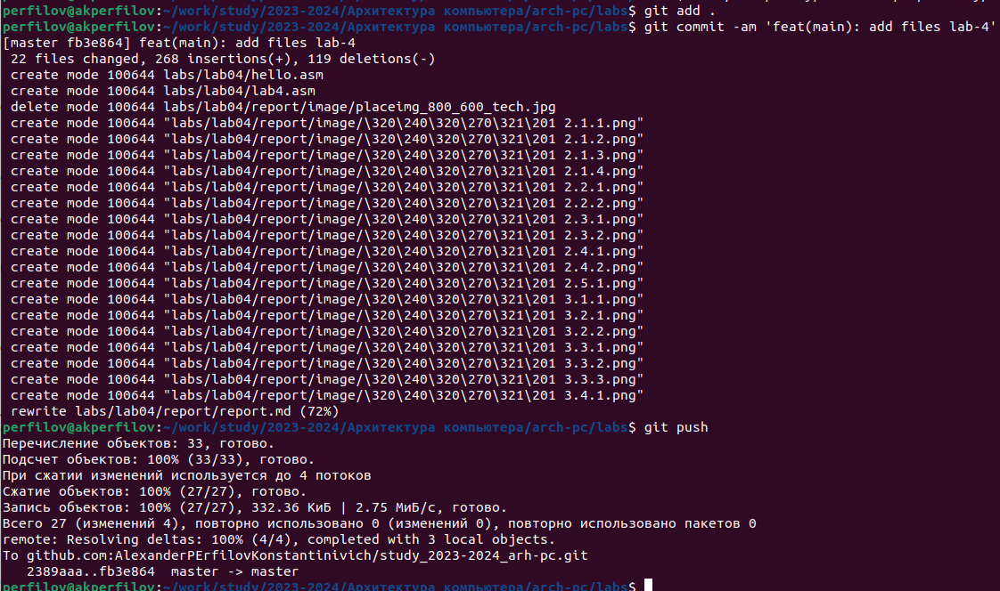 perfilov@akperfilov:~/work/study/2023-2024/Архитектура компьютера/arch-pc/labs$ git add .
perfilov@akperfilov:~/work/study/2023-2024/Архитектура компьютера/arch-pc/labs$ git commit -am 'feat(main): add files lab-4'
[master fb3e864] feat(main): add files lab-4
 22 files changed, 268 insertions(+), 119 deletions(-)
 create mode 100644 labs/lab04/hello.asm
 create mode 100644 labs/lab04/lab4.asm
 delete mode 100644 labs/lab04/report/image/placeimg_800_600_tech.jpg
 create mode 100644 "labs/lab04/report/image/\320\240\320\270\321\201 2.1.1.png"
 create mode 100644 "labs/lab04/report/image/\320\240\320\270\321\201 2.1.2.png"
 create mode 100644 "labs/lab04/report/image/\320\240\320\270\321\201 2.1.3.png"
 create mode 100644 "labs/lab04/report/image/\320\240\320\270\321\201 2.1.4.png"
 create mode 100644 "labs/lab04/report/image/\320\240\320\270\321\201 2.2.1.png"
 create mode 100644 "labs/lab04/report/image/\320\240\320\270\321\201 2.2.2.png"
 create mode 100644 "labs/lab04/report/image/\320\240\320\270\321\201 2.3.1.png"
 create mode 100644 "labs/lab04/report/image/\320\240\320\270\321\201 2.3.2.png"
 create mode 100644 "labs/lab04/report/image/\320\240\320\270\321\201 2.4.1.png"
 create mode 100644 "labs/lab04/report/image/\320\240\320\270\321\201 2.4.2.png"
 create mode 100644 "labs/lab04/report/image/\320\240\320\270\321\201 2.5.1.png"
 create mode 100644 "labs/lab04/report/image/\320\240\320\270\321\201 3.1.1.png"
 create mode 100644 "labs/lab04/report/image/\320\240\320\270\321\201 3.2.1.png"
 create mode 100644 "labs/lab04/report/image/\320\240\320\270\321\201 3.2.2.png"
 create mode 100644 "labs/lab04/report/image/\320\240\320\270\321\201 3.3.1.png"
 create mode 100644 "labs/lab04/report/image/\320\240\320\270\321\201 3.3.2.png"
 create mode 100644 "labs/lab04/report/image/\320\240\320\270\321\201 3.3.3.png"
 create mode 100644 "labs/lab04/report/image/\320\240\320\270\321\201 3.4.1.png"
 rewrite labs/lab04/report/report.md (72%)
perfilov@akperfilov:~/work/study/2023-2024/Архитектура компьютера/arch-pc/labs$ git push
Перечисление объектов: 33, готово.
Подсчет объектов: 100% (33/33), готово.
При сжатии изменений используется до 4 потоков
Сжатие объектов: 100% (27/27), готово.
Запись объектов: 100% (27/27), 332.36 КиБ | 2.75 МиБ/с, готово.
Всего 27 (изменений 4), повторно использовано 0 (изменений 0), повторно использовано пакетов 0
remote: Resolving deltas: 100% (4/4), completed with 3 local objects.
To github.com:AlexanderPErfilovKonstantinivich/study_2023-2024_arh-pc.git
   2389aaa..fb3e864  master -> master
perfilov@akperfilov:~/work/study/2023-2024/Архитектура компьютера/arch-pc/labs$